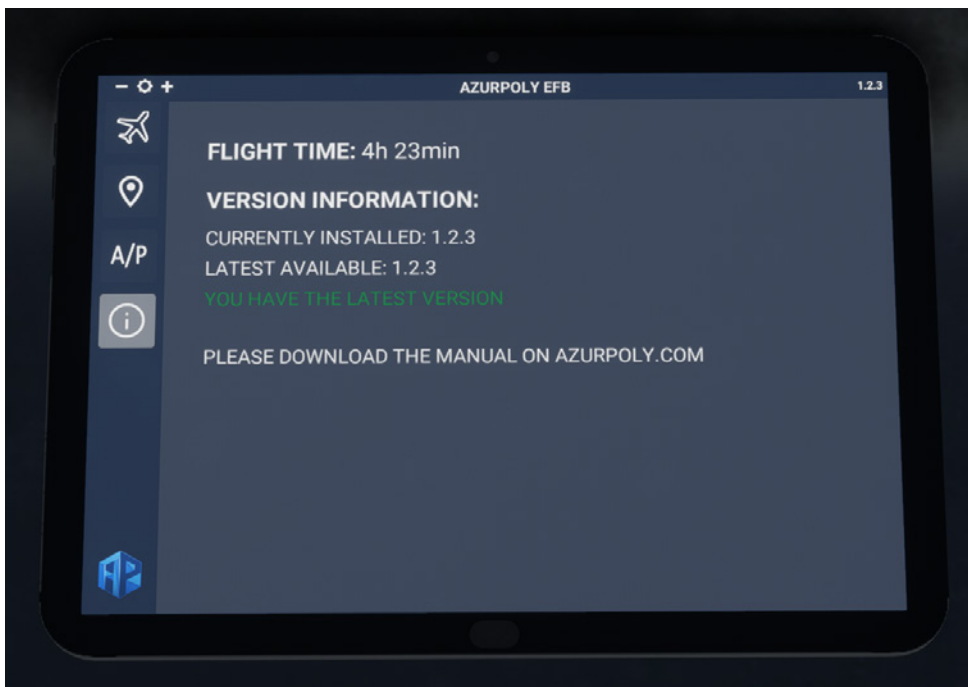 AZURPOLY EFB
1.2.3
FLIGHT TIME: 4h 23min
VERSION INFORMATION:
CURRENTLY INSTALLED: 1.2.3
LATEST AVAILABLE: 1.2.3
YOU HAVE THE LATEST VERSION
PLEASE DOWNLOAD THE MANUAL ON AZURPOLY.COM
A/P
AP